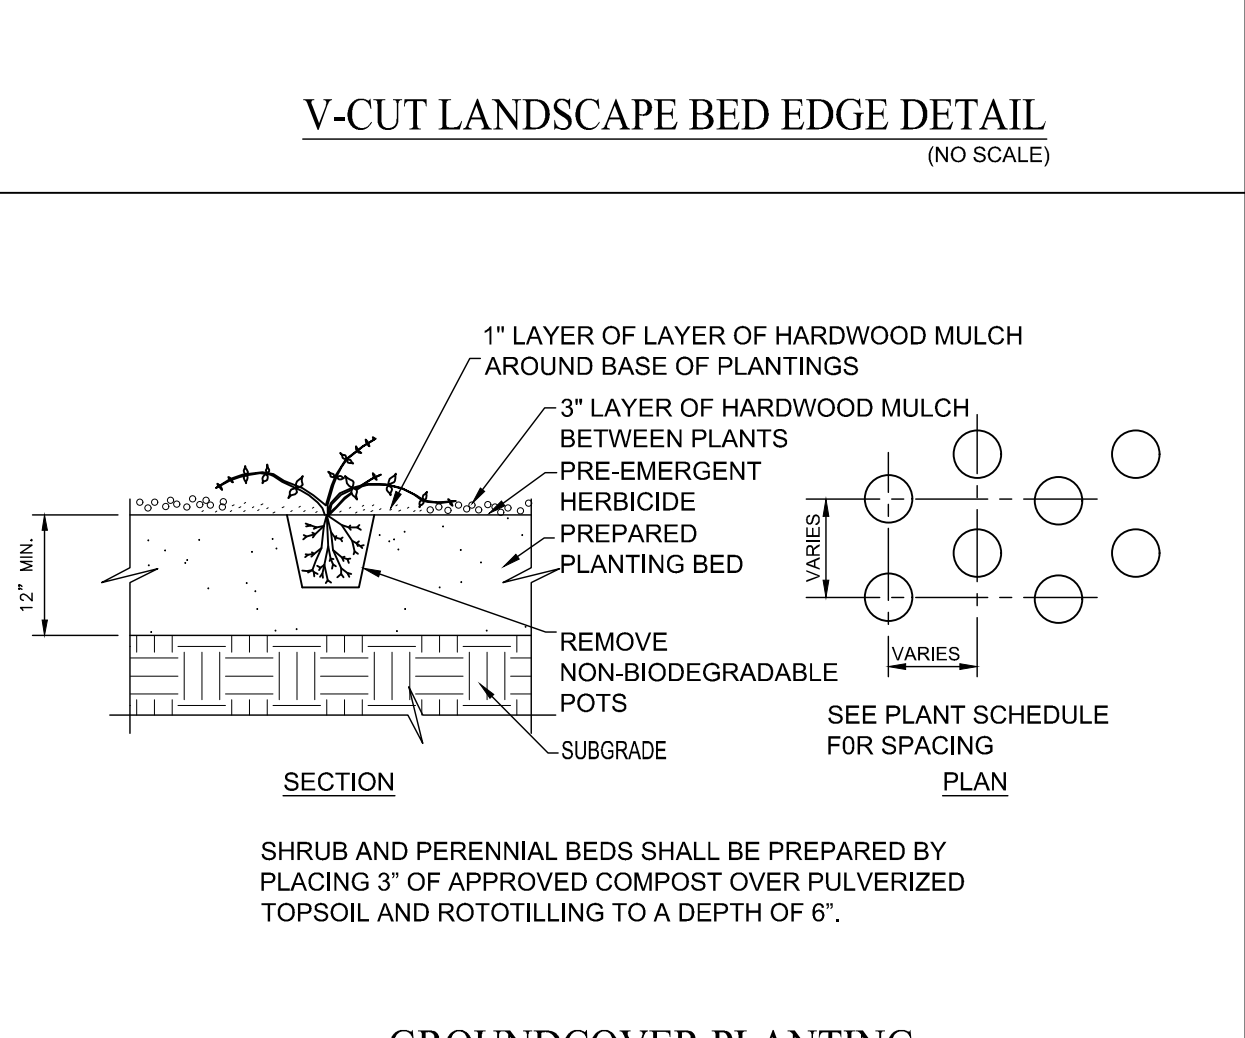 V-CUT LANDSCAPE BED EDGE DETAIL
(NO SCALE)
1" LAYER OF LAYER OF HARDWOOD MULCH
AROUND BASE OF PLANTINGS
3" LAYER OF HARDWOOD MULCH
BETWEEN PLANTS
PRE-EMERGENT
HERBICIDE
PREPARED
PLANTING BED
12" MIN.
REMOVE
NON-BIODEGRADABLE
POTS
SUBGRADE
SECTION
VARIES
VARIES
SEE PLANT SCHEDULE
F0R SPACING
PLAN
SHRUB AND PERENNIAL BEDS SHALL BE PREPARED BY
PLACING 3” OF APPROVED COMPOST OVER PULVERIZED
TOPSOIL AND ROTOTILLING TO A DEPTH OF 6”.
GROUNDCOVER PLANTING